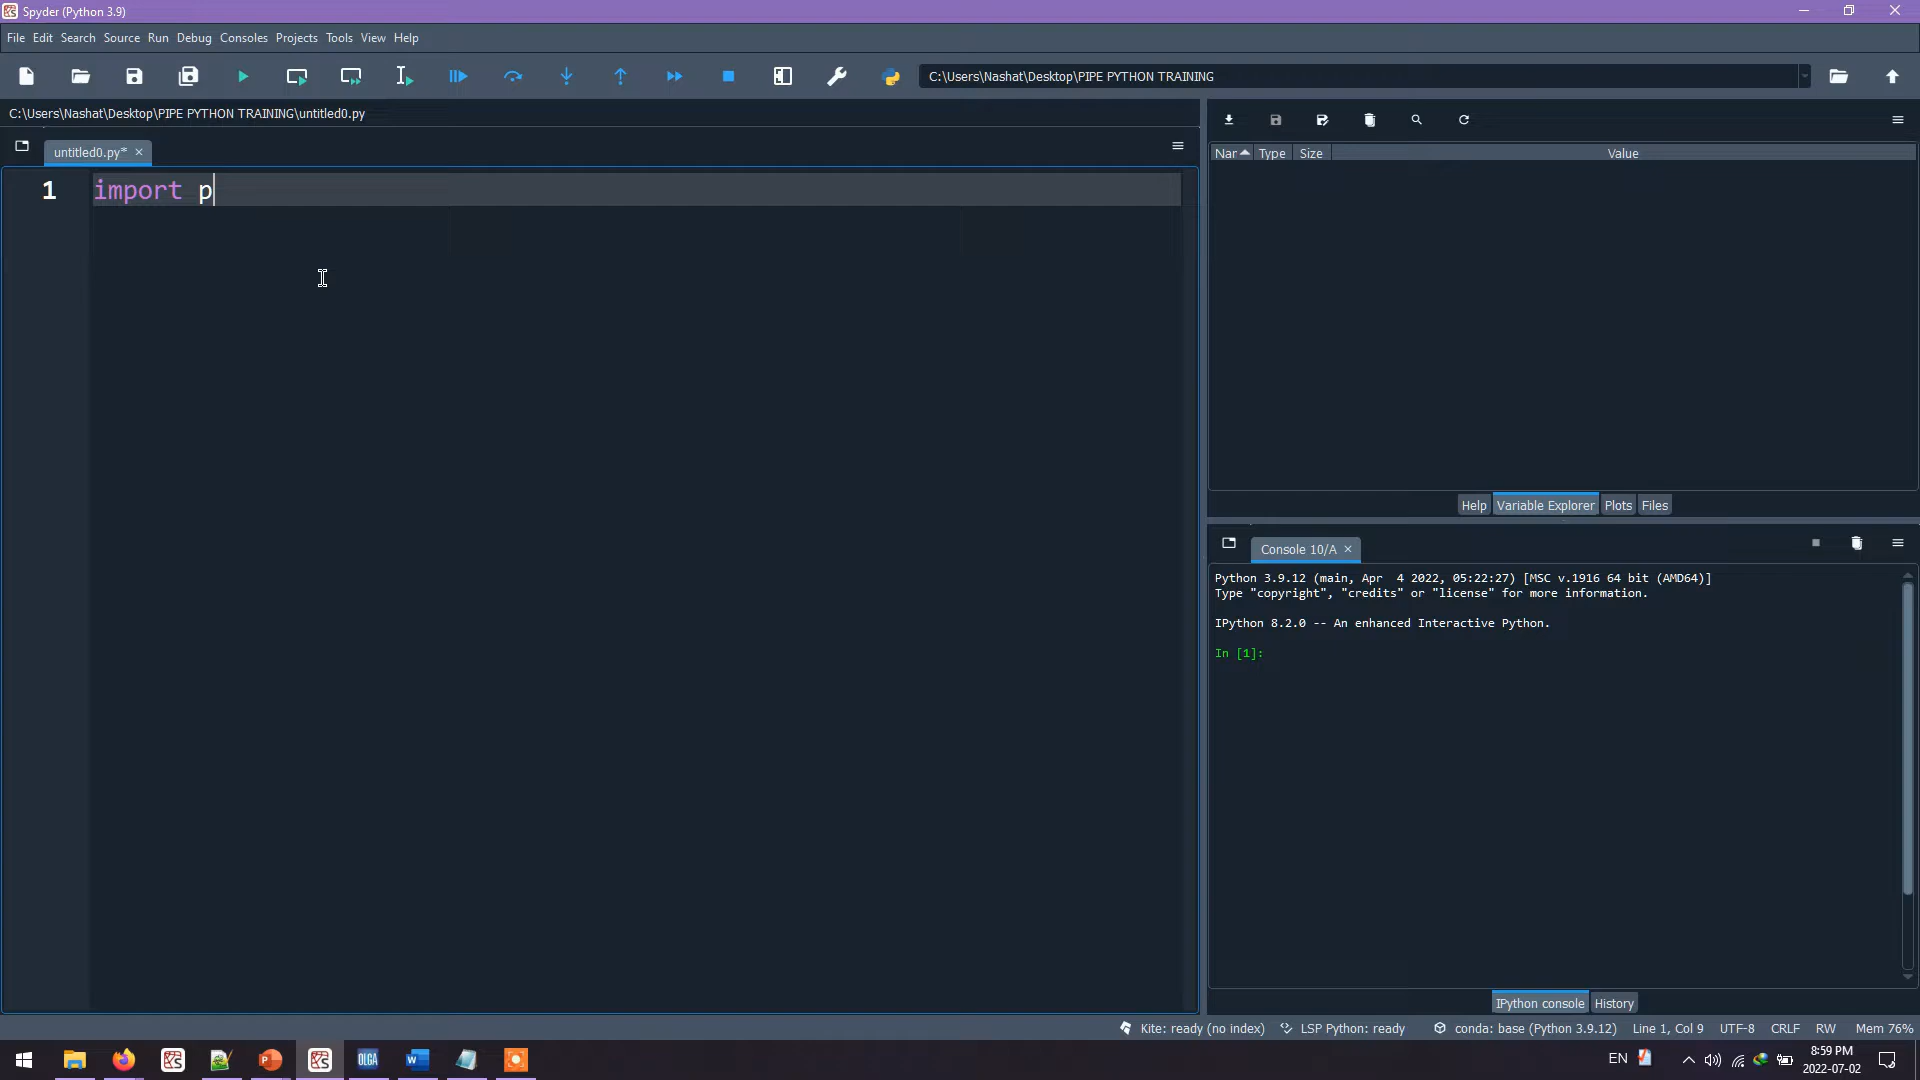 Spyder (Python 3.9)
File Edit Search Source Run Debug Consoles Projects Tools View Help
C:\Users\Nashat\Desktop\PIPE PYTHON TRAINING
C:\Users\Nashat\Desktop\PIPE PYTHON TRAINING\untitled0.py
untitled0.py*
1 import p
Nar Type Size Value
Help Variable Explorer Plots Files
Console 10/A
Python 3.9.12 (main, Apr  4 2022, 05:22:27) [MSC v.1916 64 bit (AMD64)]
Type "copyright", "credits" or "license" for more information.
IPython 8.2.0 -- An enhanced Interactive Python.
In [1]:
IPython console History
Kite: ready (no index) LSP Python: ready conda: base (Python 3.9.12) Line 1, Col 9 UTF-8 CRLF RW Mem 76%
OLGA
EN
8:59 PM
2022-07-02